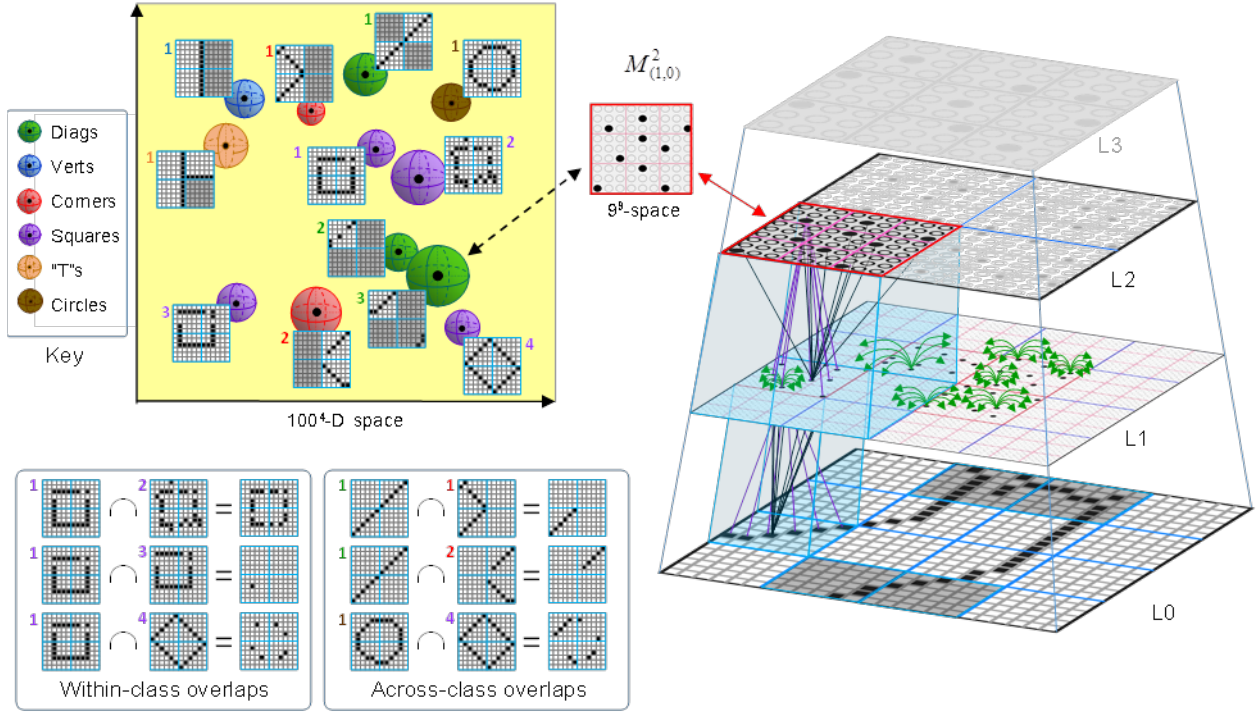 1
1
1
1
M²₍₁,₀₎
Diags
Verts
Corners
Squares
"T"s
Circles
Key
1
1
2
2
3
3
2
4
100⁴-D space
9⁹-space
L3
L2
L1
L0
1 ∩ 2 =
1 ∩ 3 =
1 ∩ 4 =
Within-class overlaps
1 ∩ 1 =
1 ∩ 2 =
1 ∩ 4 =
Across-class overlaps